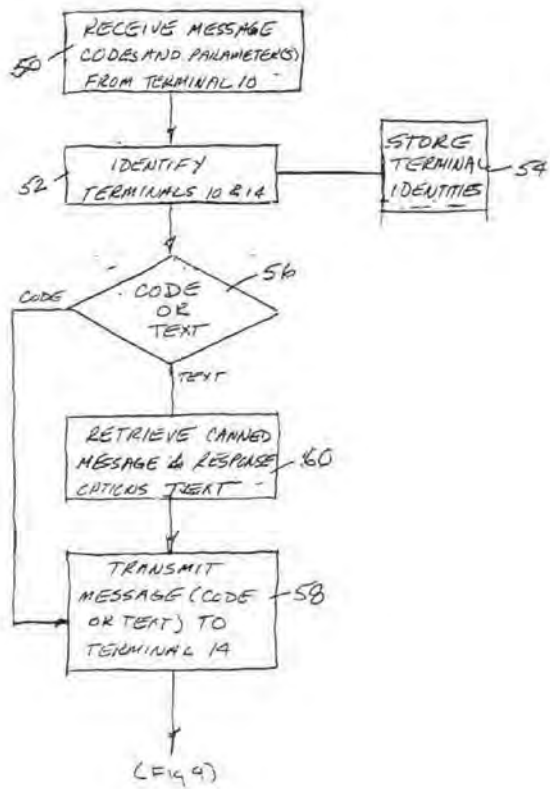 RECEIVE MESSAGE
CODES AND PARAMETER(S)
FROM TERMINAL 10
50
IDENTIFY
TERMINALS 10 & 14
52
STORE
TERMINAL
IDENTITIES
54
56
CODE
CODE
OR
TEXT
TEXT
RETRIEVE CANNED
MESSAGE & RESPONSE
OPTIONS TEXT
60
TRANSMIT
MESSAGE (CODE
OR TEXT) TO
TERMINAL 14
58
(Fig 9)